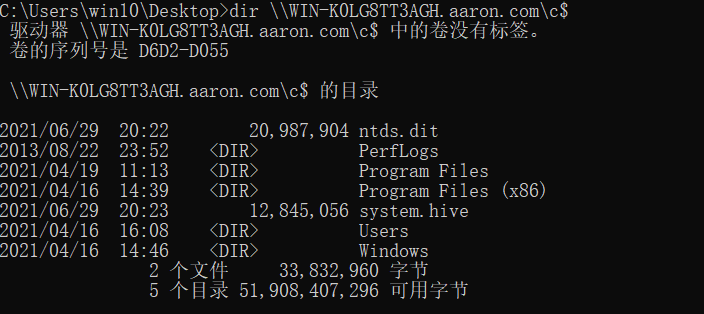 C:\Users\win10\Desktop>dir \\WIN-K0LG8TT3AGH.aaron.com\c$
驱动器 \\WIN-K0LG8TT3AGH.aaron.com\c$ 中的卷没有标签。
卷的序列号是 D6D2-D055
\\WIN-K0LG8TT3AGH.aaron.com\c$ 的目录
2021/06/29  20:22        20,987,904 ntds.dit
2013/08/22  23:52    <DIR>          PerfLogs
2021/04/19  11:13    <DIR>          Program Files
2021/04/16  14:39    <DIR>          Program Files (x86)
2021/06/29  20:23        12,845,056 system.hive
2021/04/16  16:08    <DIR>          Users
2021/04/16  14:46    <DIR>          Windows
2 个文件     33,832,960 字节
5 个目录 51,908,407,296 可用字节